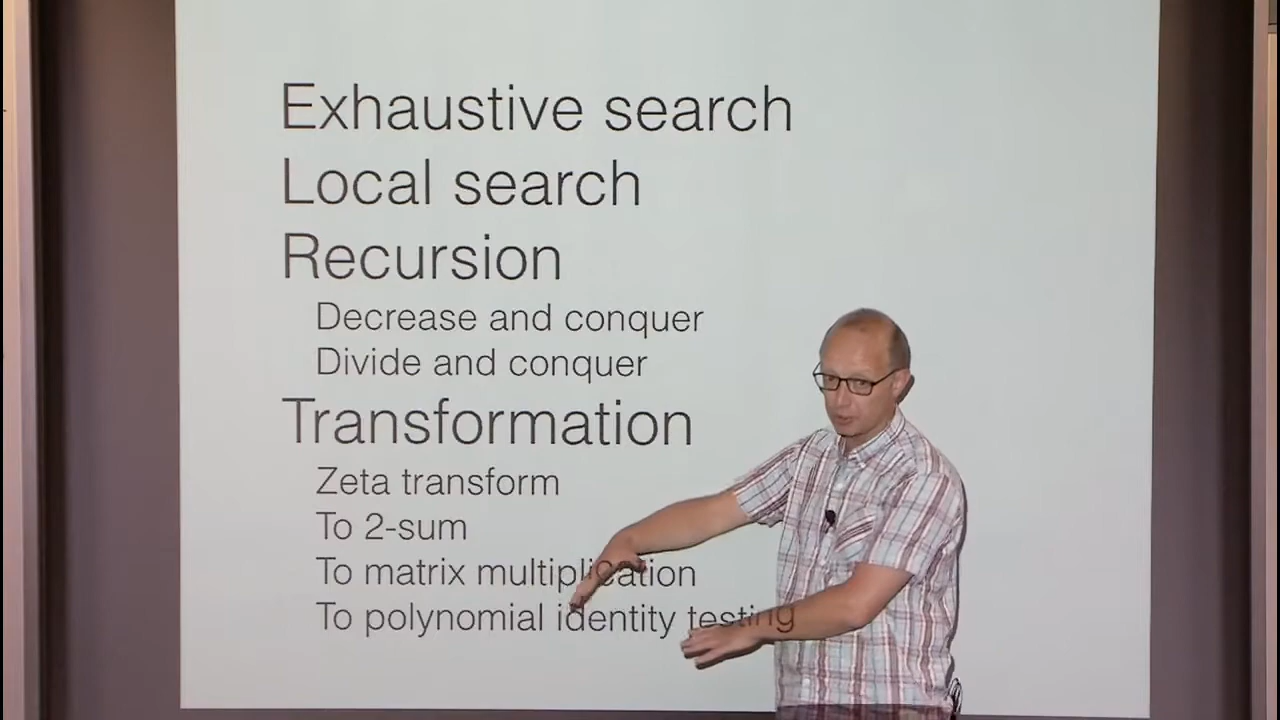 Exhaustive search
Local search
Recursion
Decrease and conquer
Divide and conquer
Transformation
Zeta transform
To 2-sum
To matrix multiplication
To polynomial identity testing